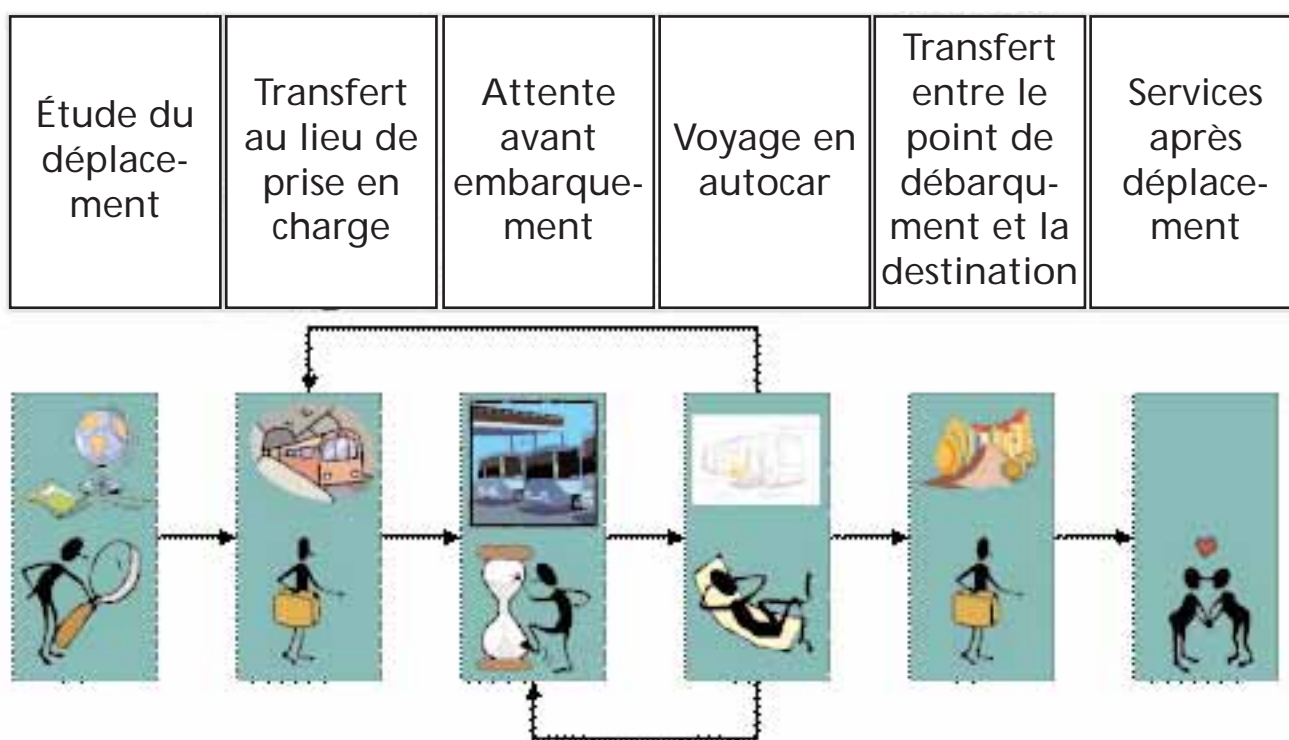 Étude du
déplace-
ment
Transfert
au lieu de
prise en
charge
Attente
avant
embarque-
ment
Voyage en
autocar
Transfert
entre le
point de
débarqu-
ment et la
destination
Services
après
déplace-
ment